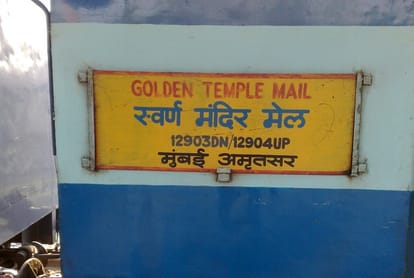 GOLDEN TEMPLE MAIL
स्वर्ण मंदिर मेल
12903DN/12904UP
मुंबई अमृतसर